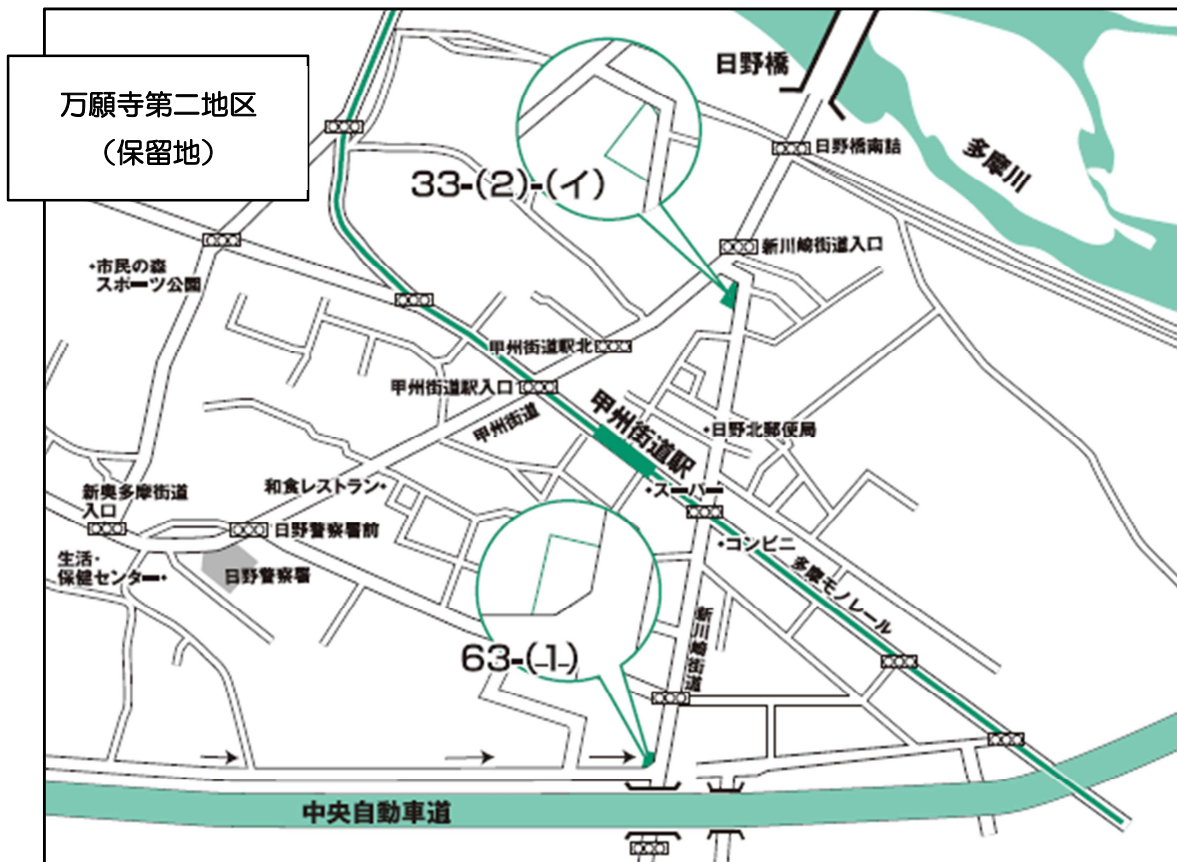 万願寺第二地区
（保留地）
日野橋
日野橋南詰
多摩川
33-(2)-(イ)
新川崎街道入口
・市民の森
スポーツ公園
甲州街道駅北
甲州街道駅入口
甲州街道
甲州街道駅
・日野北郵便局
・スーパー
新奥多摩街道
入口
和食レストラン・
日野警察署前
・コンビニ
生活・
保健センター・
日野警察署
多摩モノレール
新川崎街道
63-(1)
中央自動車道